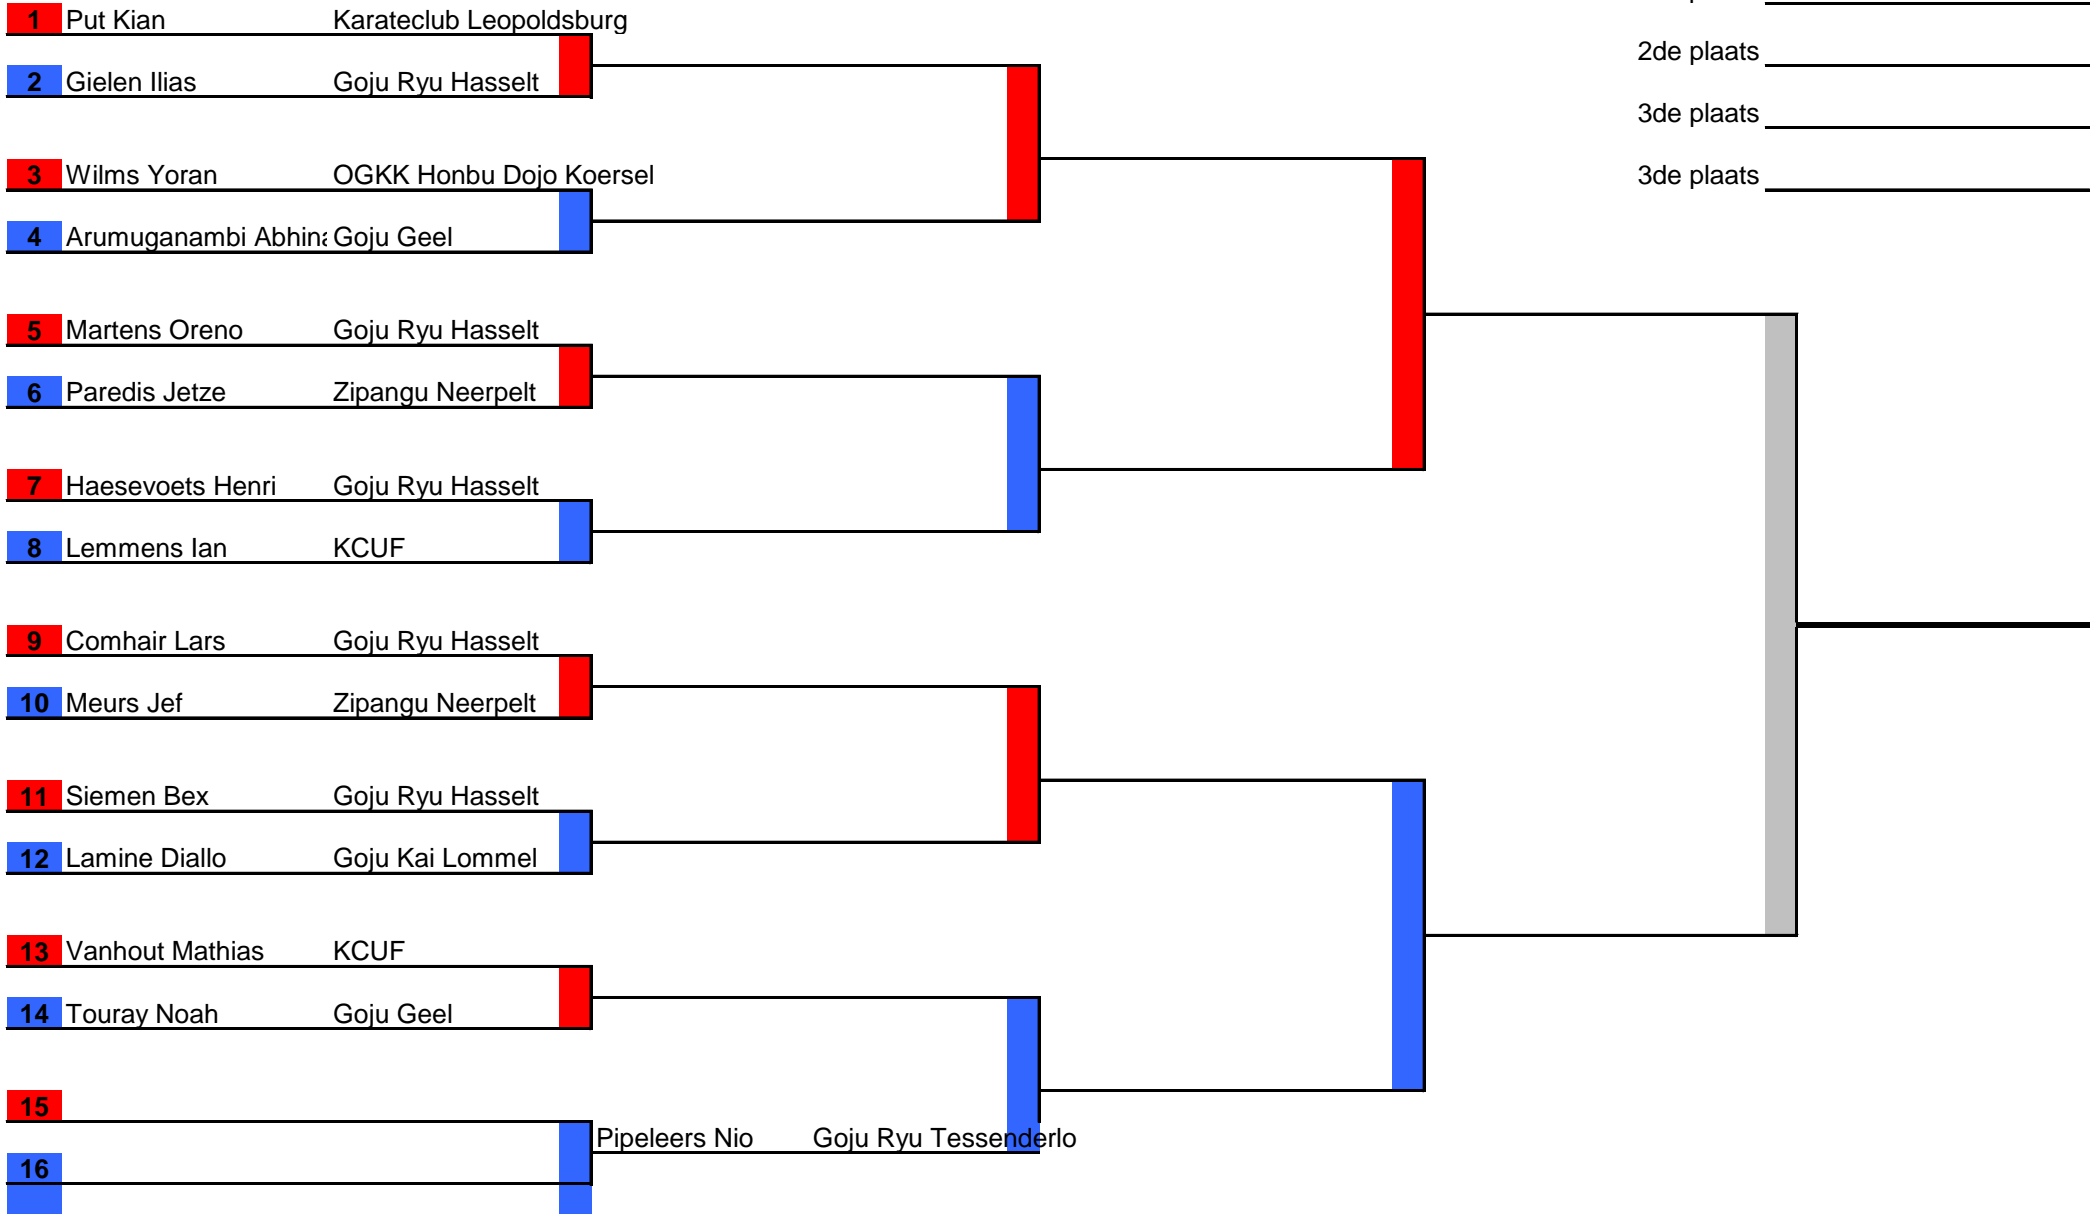 1 Put Kian Karateclub Leopoldsburg
2de plaats
2 Gielen Ilias Goju Ryu Hasselt
3de plaats
3 Wilms Yoran OGKK Honbu Dojo Koersel
3de plaats
4 Arumuganambi Abhina Goju Geel
5 Martens Oreno Goju Ryu Hasselt
6 Paredis Jetze Zipangu Neerpelt
7 Haesevoets Henri Goju Ryu Hasselt
8 Lemmens Ian KCUF
9 Comhair Lars Goju Ryu Hasselt
10 Meurs Jef Zipangu Neerpelt
11 Siemen Bex Goju Ryu Hasselt
12 Lamine Diallo Goju Kai Lommel
13 Vanhout Mathias KCUF
14 Touray Noah Goju Geel
15
Pipeleers Nio Goju Ryu Tessenderlo
16